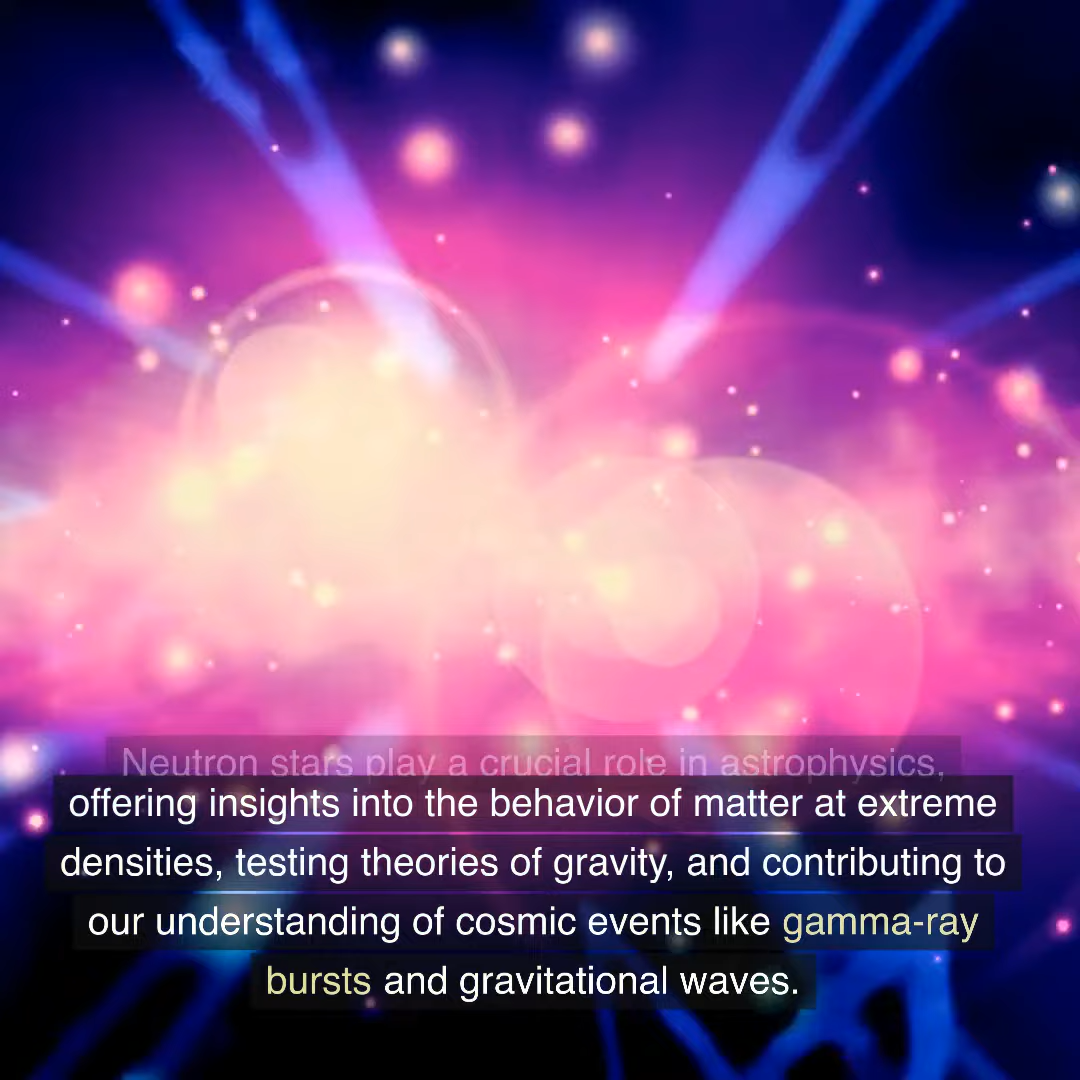 Neutron stars play a crucial role in astrophysics,
offering insights into the behavior of matter at extreme
densities, testing theories of gravity, and contributing to
our understanding of cosmic events like gamma-ray
bursts and gravitational waves.